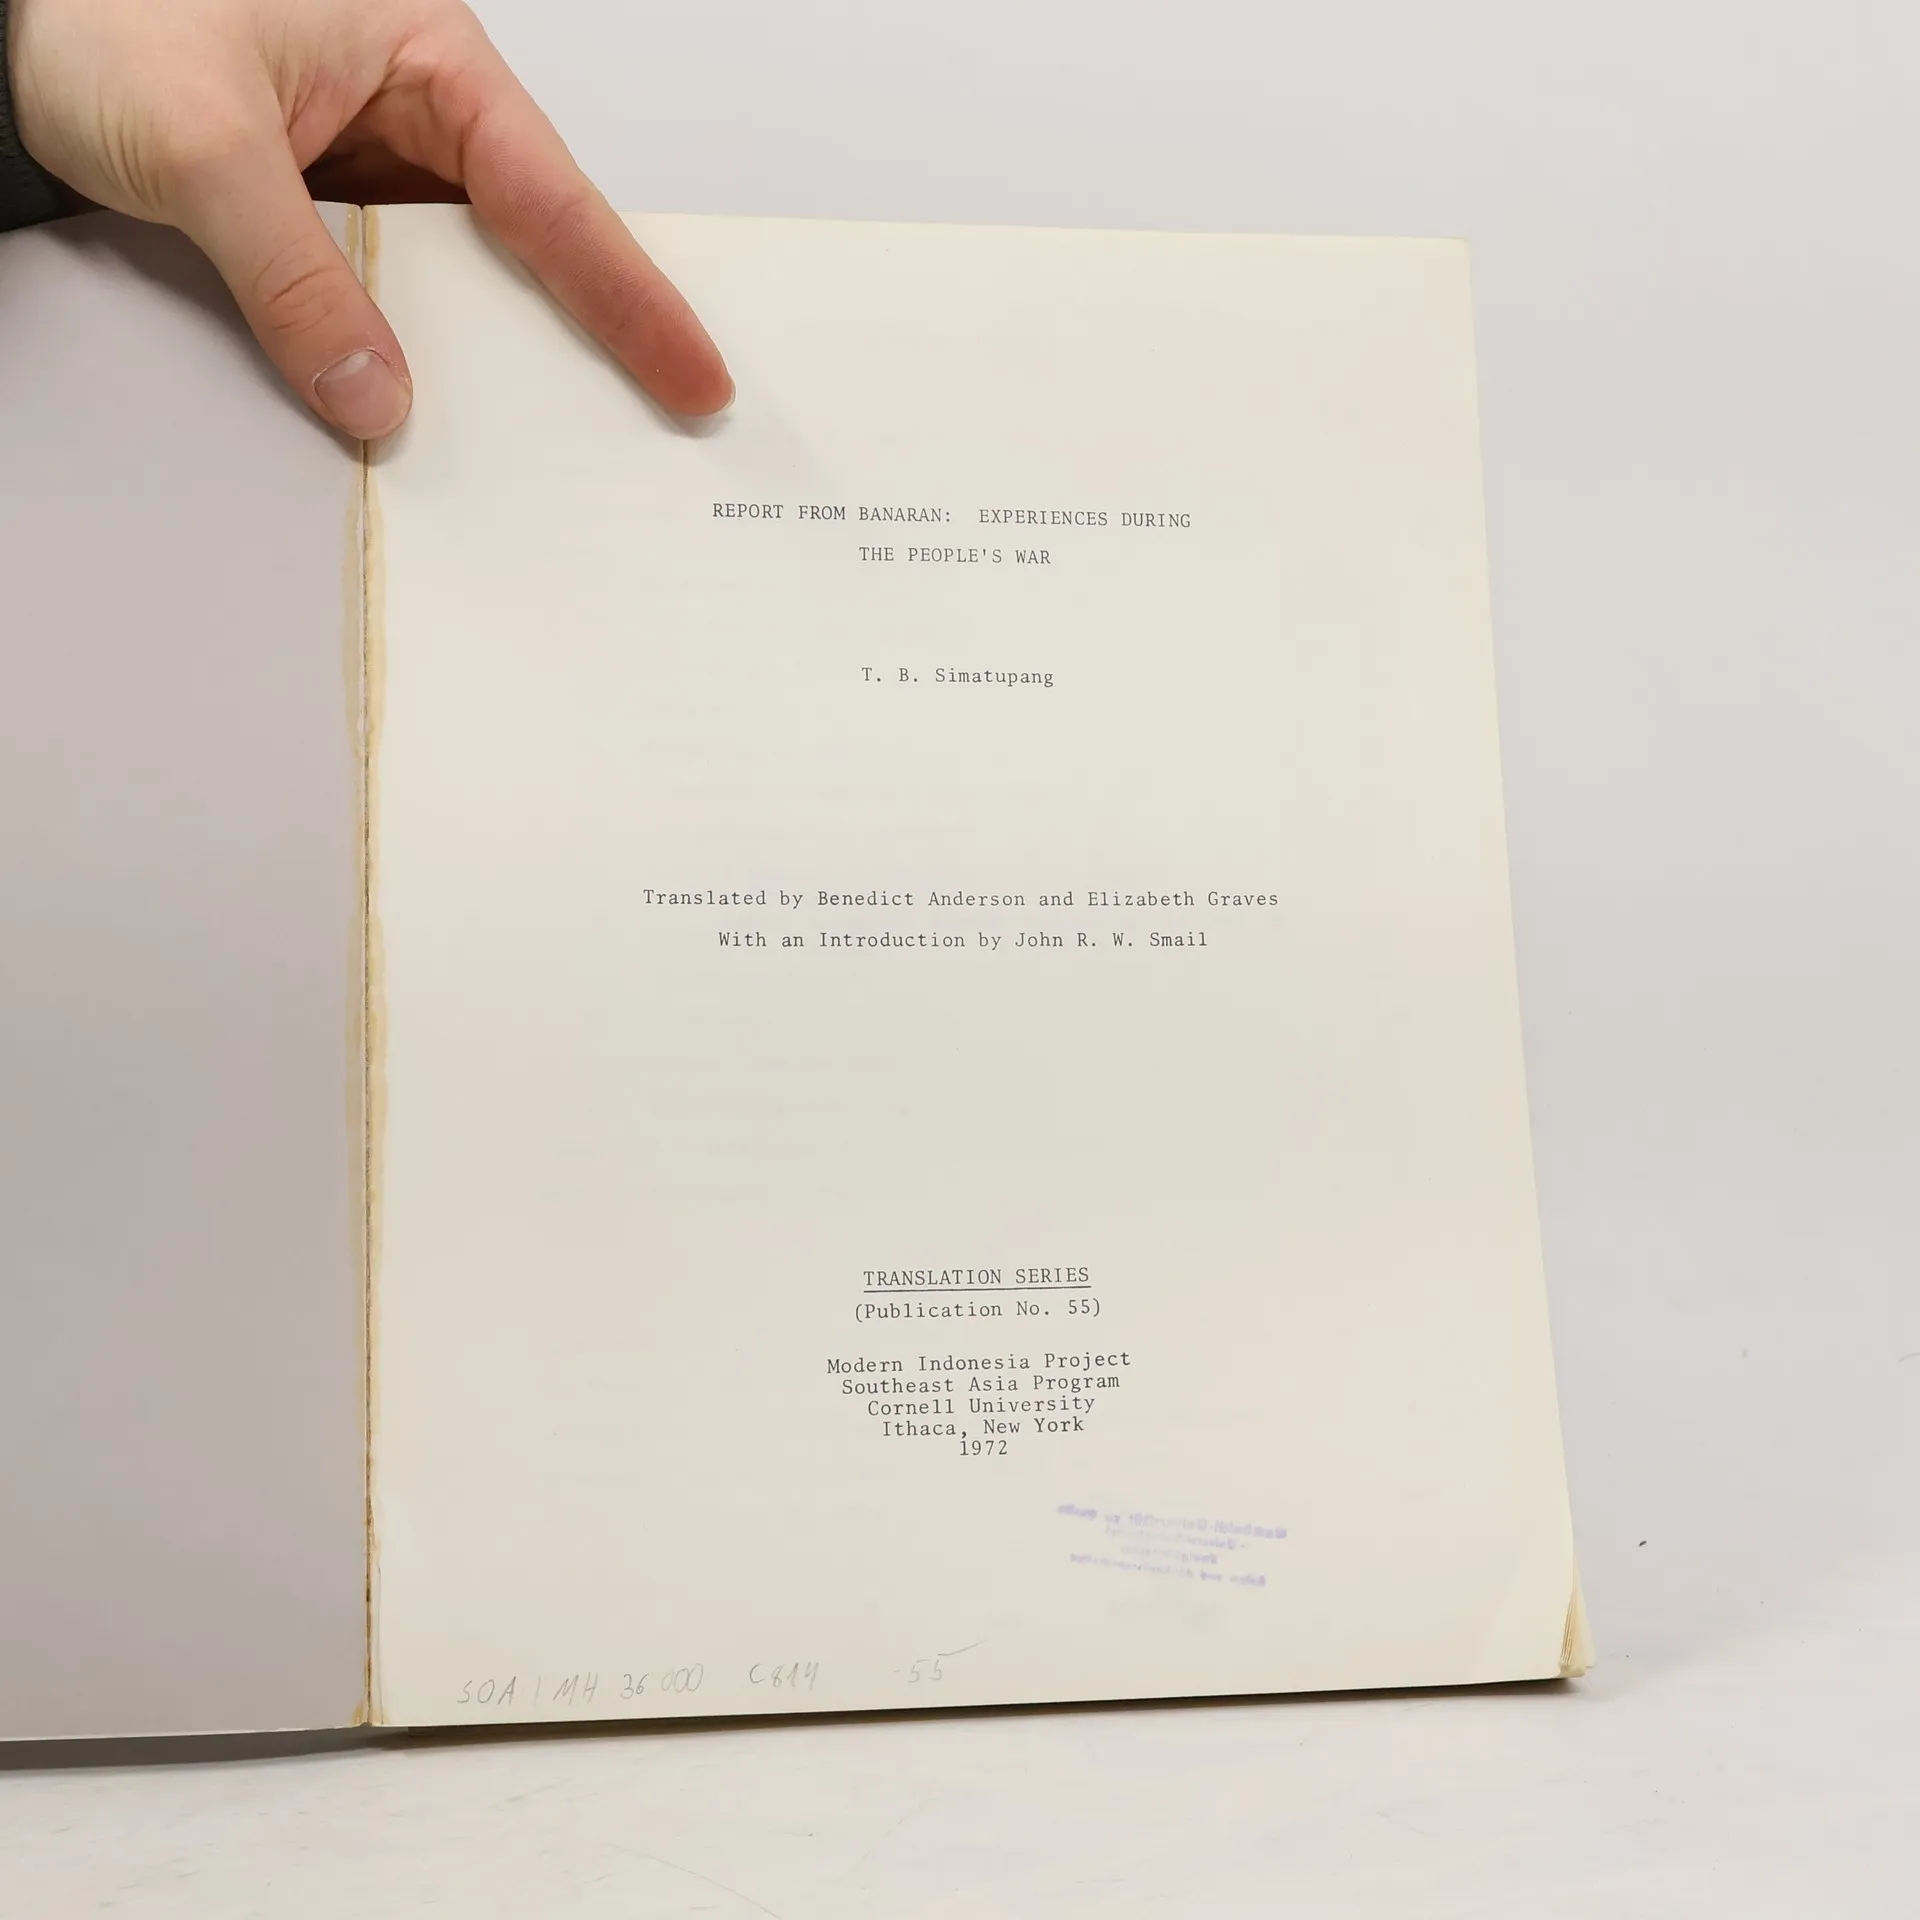 REPORT FROM BANARAN: EXPERIENCES DURING
THE PEOPLE'S WAR
T. B. Simatupang
Translated by Benedict Anderson and Elizabeth Graves
With an Introduction by John R. W. Smail
TRANSLATION SERIES
(Publication No. 55)
Modern Indonesia Project
Southeast Asia Program
Cornell University
Ithaca, New York
1972
SOA | MH 36 000 C814 -55